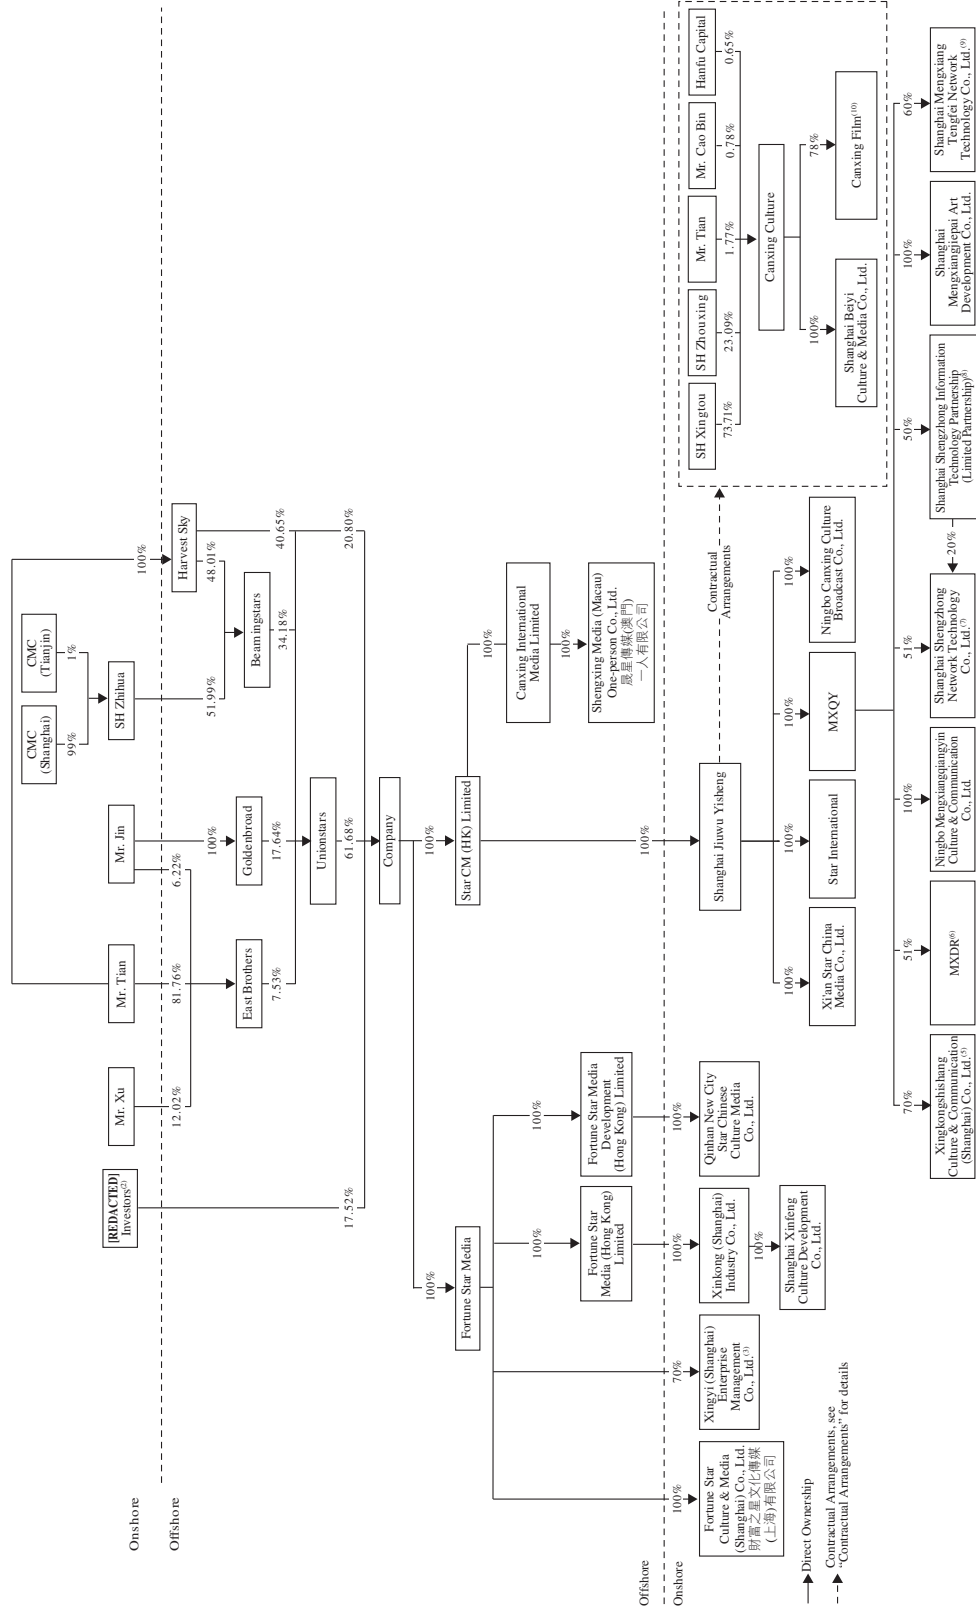 Onshore
Offshore
[REDACTED]
Investors(2)
Mr. Xu
Mr. Tian
Mr. Jin
CMC
(Shanghai)
CMC
(Tianjin)
99%
1%
SH Zhihua
100%
12.02%
81.76%
6.22%
100%
51.99%
48.01%
Harvest Sky
East Brothers
Goldenbroad
Bearningstars
7.53%
17.64%
34.18%
40.65%
Unionstars
17.52%
61.68%
20.80%
Company
100%
100%
Fortune Star Media
Star CM (HK) Limited
100%
100%
100%
Canxing International
Media Limited
100%
Fortune Star
Media (Hong Kong)
Limited
Fortune Star Media
Development
(Hong Kong) Limited
Shengxing Media (Macau)
One-person Co., Ltd.
晟星傳媒(澳門)
一人有限公司
Offshore
Onshore
100%
70%
100%
100%
100%
Fortune Star
Culture & Media
(Shanghai) Co., Ltd.
財富之星文化傳媒
(上海)有限公司
Xingyi (Shanghai)
Enterprise
Management
Co., Ltd.(3)
Xinkong (Shanghai)
Industry Co., Ltd.
Qinhan New City
Star Chinese
Culture Media
Co., Ltd.
100%
Shanghai Xinfeng
Culture Development
Co., Ltd.
Shanghai Jiuwu Yisheng
Contractual
Arrangements
SH Xingtou
SH Zhouxing
Mr. Tian
Mr. Cao Bin
Hanfu Capital
73.71%
23.09%
1.77%
0.78%
0.65%
Canxing Culture
100%
78%
Shanghai Beiyi
Culture & Media Co., Ltd.
Canxing Film(10)
100%
100%
100%
100%
Xi'an Star China
Media Co., Ltd.
Star International
MXQY
Ningbo Canxing Culture
Broadcast Co., Ltd.
70%
51%
100%
51%
50%
100%
60%
Xingkongshishang
Culture & Communication
(Shanghai) Co., Ltd.(5)
MXDR(6)
Ningbo Mengxiangqiangyin
Culture & Communication
Co., Ltd.
Shanghai Shengzhong
Network Technology
Co., Ltd.(7)
20%
Shanghai Shengzhong Information
Technology Partnership
(Limited Partnership)(8)
Shanghai
Mengxiangjiepai Art
Development Co., Ltd.
Shanghai Mengxiang
Tengfei Network
Technology Co., Ltd.(9)
Direct Ownership
Contractual Arrangements, see
"Contractual Arrangements" for details